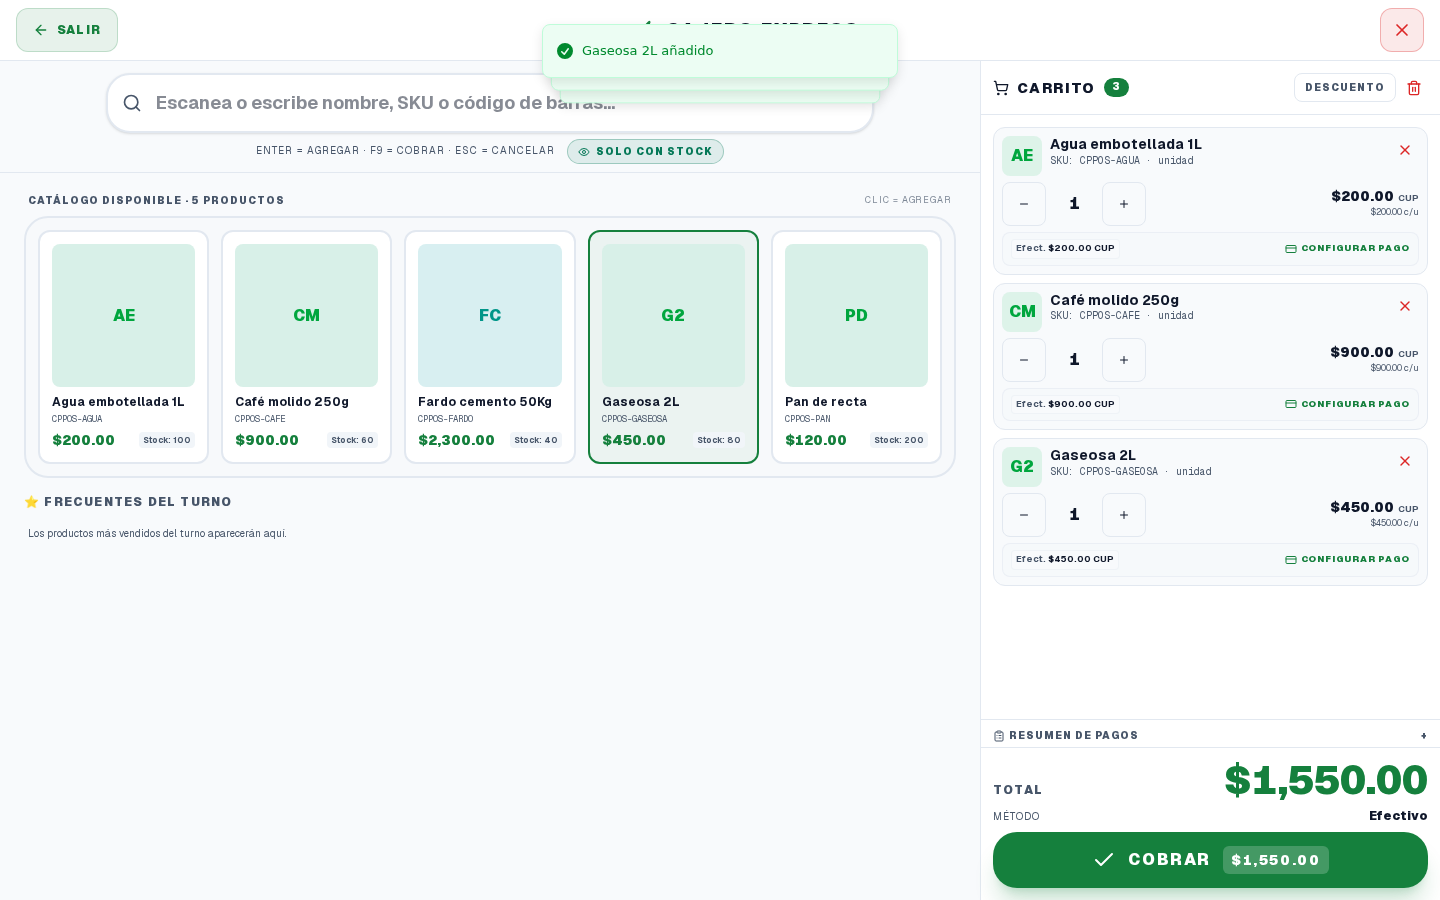 SALIR
Gaseosa 2L añadido
Escanea o escribe nombre, SKU o código de barras...
ENTER = AGREGAR · F9 = COBRAR · ESC = CANCELAR
SOLO CON STOCK
CATÁLOGO DISPONIBLE · 5 PRODUCTOS
CLIC = AGREGAR
AE
Agua embotellada 1L
CPPOS-AGUA
$200.00
Stock: 100
CM
Café molido 250g
CPPOS-CAFE
$900.00
Stock: 60
FC
Fardo cemento 50Kg
CPPOS-FARDO
$2,300.00
Stock: 40
G2
Gaseosa 2L
CPPOS-GASEOSA
$450.00
Stock: 80
PD
Pan de recta
CPPOS-PAN
$120.00
Stock: 200
⭐ FRECUENTES DEL TURNO
Los productos más vendidos del turno aparecerán aquí.
CARRITO 3
DESCUENTO
AE
Agua embotellada 1L
SKU: CPPOS-AGUA · unidad
− 1 +
$200.00 CUP
$200.00 c/u
Efect. $200.00 CUP
CONFIGURAR PAGO
CM
Café molido 250g
SKU: CPPOS-CAFE · unidad
− 1 +
$900.00 CUP
$900.00 c/u
Efect. $900.00 CUP
CONFIGURAR PAGO
G2
Gaseosa 2L
SKU: CPPOS-GASEOSA · unidad
− 1 +
$450.00 CUP
$450.00 c/u
Efect. $450.00 CUP
CONFIGURAR PAGO
RESUMEN DE PAGOS +
TOTAL $1,550.00
MÉTODO Efectivo
COBRAR $1,550.00